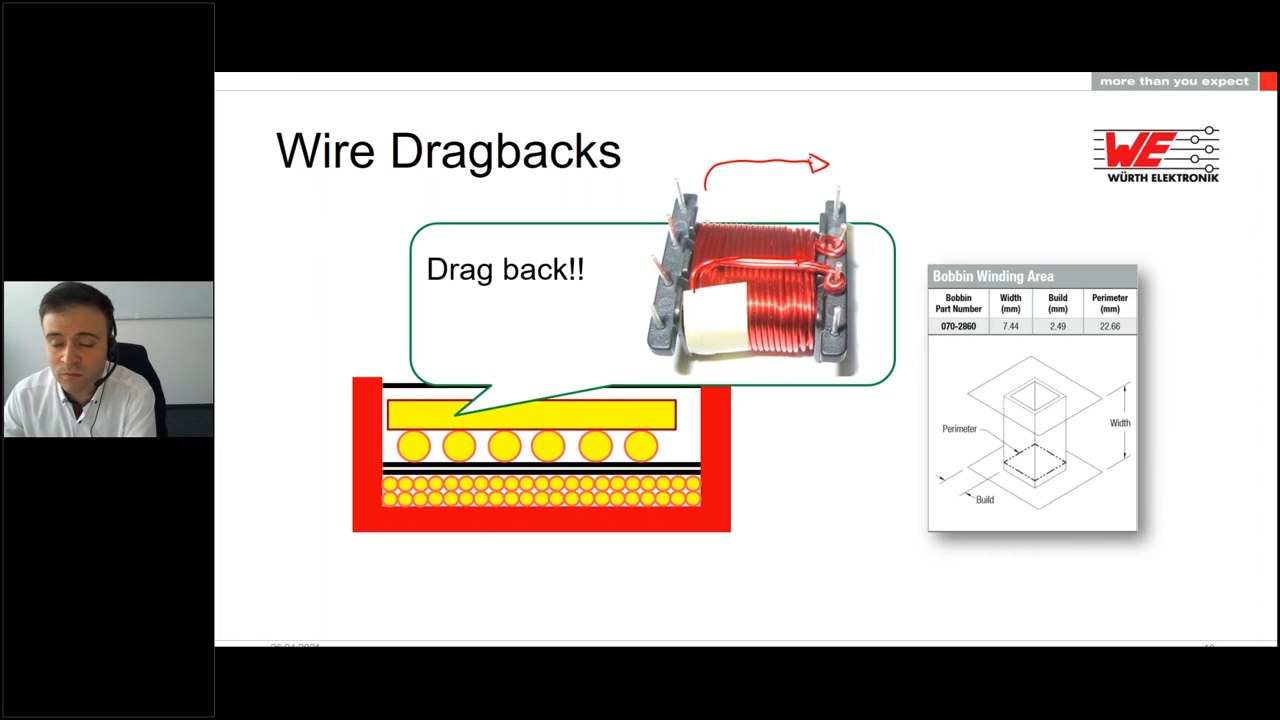 more than you expect
Wire Dragbacks
WE
WÜRTH ELEKTRONIK
Drag back!!
Bobbin Winding Area
Bobbin Part Number Width (mm) Build (mm) Perimeter (mm)
070-2860 7.44 2.49 22.66
Perimeter
Width
Build